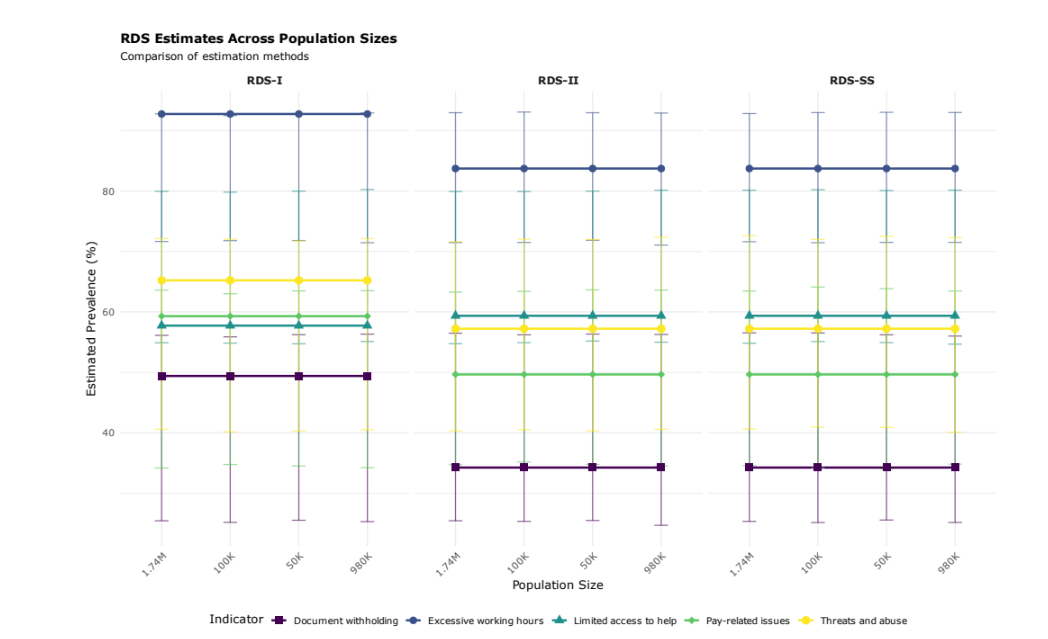 RDS Estimates Across Population Sizes
Comparison of estimation methods
RDS-I RDS-II RDS-SS
Estimated Prevalence (%)
80
60
40
1.74M 100K 50K 980K 1.74M 100K 50K 980K 1.74M 100K 50K 980K
Population Size
Indicator Document withholding Excessive working hours Limited access to help Pay-related issues Threats and abuse